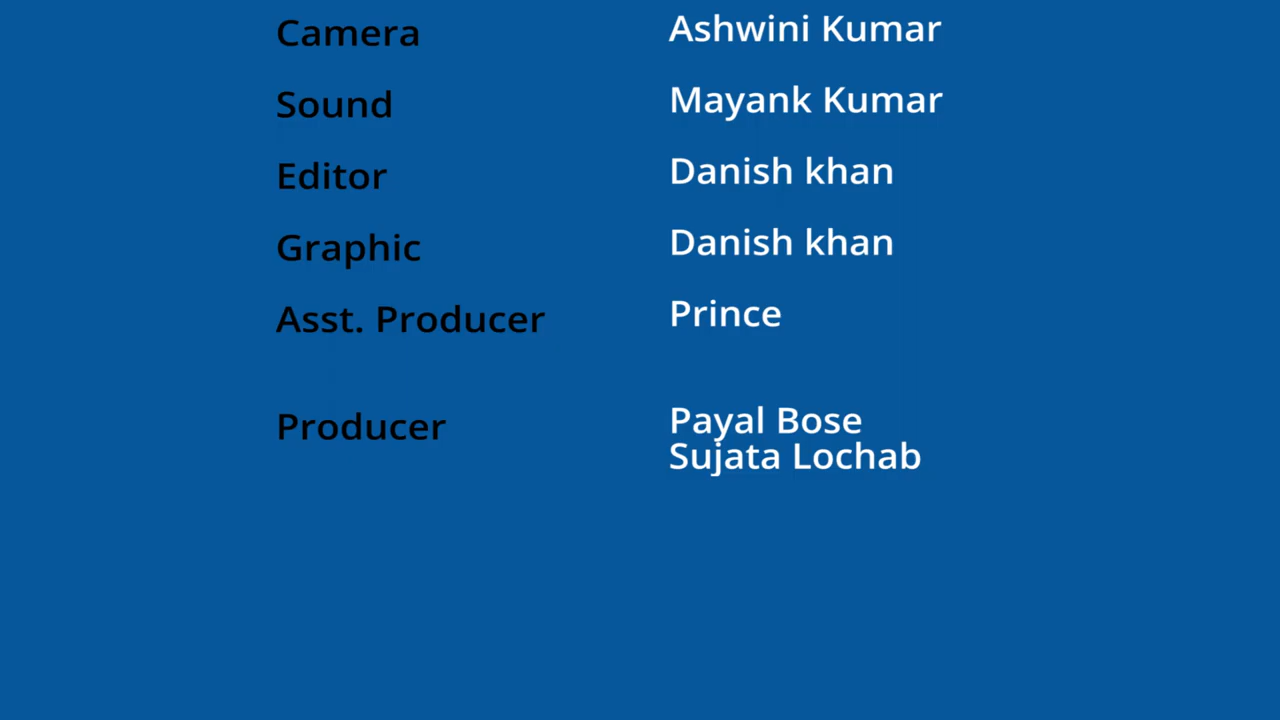 Camera Ashwini Kumar
Sound Mayank Kumar
Editor Danish khan
Graphic Danish khan
Asst. Producer Prince
Producer Payal Bose
Sujata Lochab